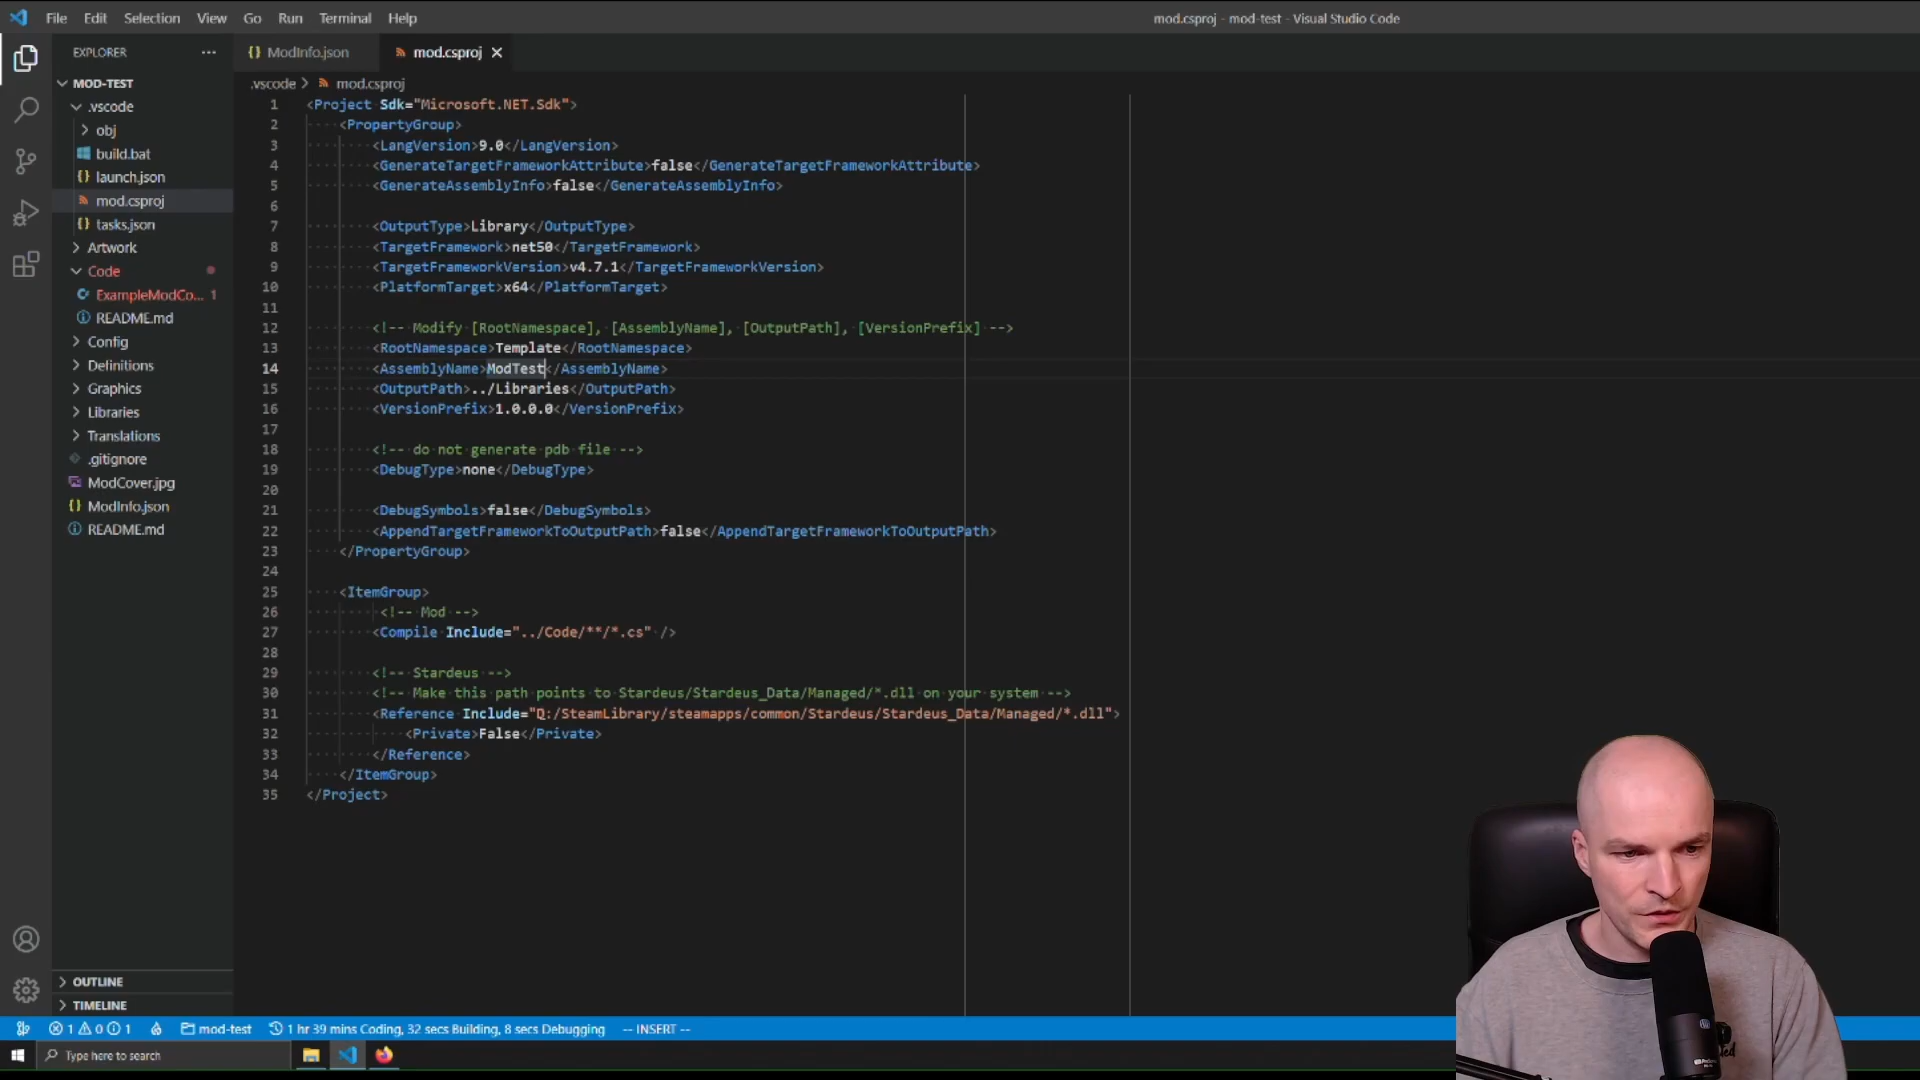 File Edit Selection View Go Run Terminal Help
mod.csproj - mod-test - Visual Studio Code
EXPLORER ···
ModInfo.json
mod.csproj
MOD-TEST
.vscode
obj
build.bat
launch.json
mod.csproj
tasks.json
Artwork
Code
ExampleModCo... 1
README.md
Config
Definitions
Graphics
Libraries
Translations
.gitignore
ModCover.jpg
ModInfo.json
README.md
OUTLINE
TIMELINE
.vscode > mod.csproj
1 <Project Sdk="Microsoft.NET.Sdk">
2 <PropertyGroup>
3 <LangVersion>9.0</LangVersion>
4 <GenerateTargetFrameworkAttribute>false</GenerateTargetFrameworkAttribute>
5 <GenerateAssemblyInfo>false</GenerateAssemblyInfo>
6
7 <OutputType>Library</OutputType>
8 <TargetFramework>net50</TargetFramework>
9 <TargetFrameworkVersion>v4.7.1</TargetFrameworkVersion>
10 <PlatformTarget>x64</PlatformTarget>
11
12 <!-- Modify [RootNamespace], [AssemblyName], [OutputPath], [VersionPrefix] -->
13 <RootNamespace>Template</RootNamespace>
14 <AssemblyName>ModTest</AssemblyName>
15 <OutputPath>../Libraries</OutputPath>
16 <VersionPrefix>1.0.0.0</VersionPrefix>
17
18 <!-- do not generate pdb file -->
19 <DebugType>none</DebugType>
20
21 <DebugSymbols>false</DebugSymbols>
22 <AppendTargetFrameworkToOutputPath>false</AppendTargetFrameworkToOutputPath>
23 </PropertyGroup>
24
25 <ItemGroup>
26 <!-- Mod -->
27 <Compile Include="../Code/**/*.cs" />
28
29 <!-- Stardeus -->
30 <!-- Make this path points to Stardeus/Stardeus_Data/Managed/*.dll on your system -->
31 <Reference Include="Q:/SteamLibrary/steamapps/common/Stardeus/Stardeus_Data/Managed/*.dll">
32 <Private>False</Private>
33 </Reference>
34 </ItemGroup>
35 </Project>
1 0 1 mod-test 1 hr 39 mins Coding, 32 secs Building, 8 secs Debugging -- INSERT --
Type here to search